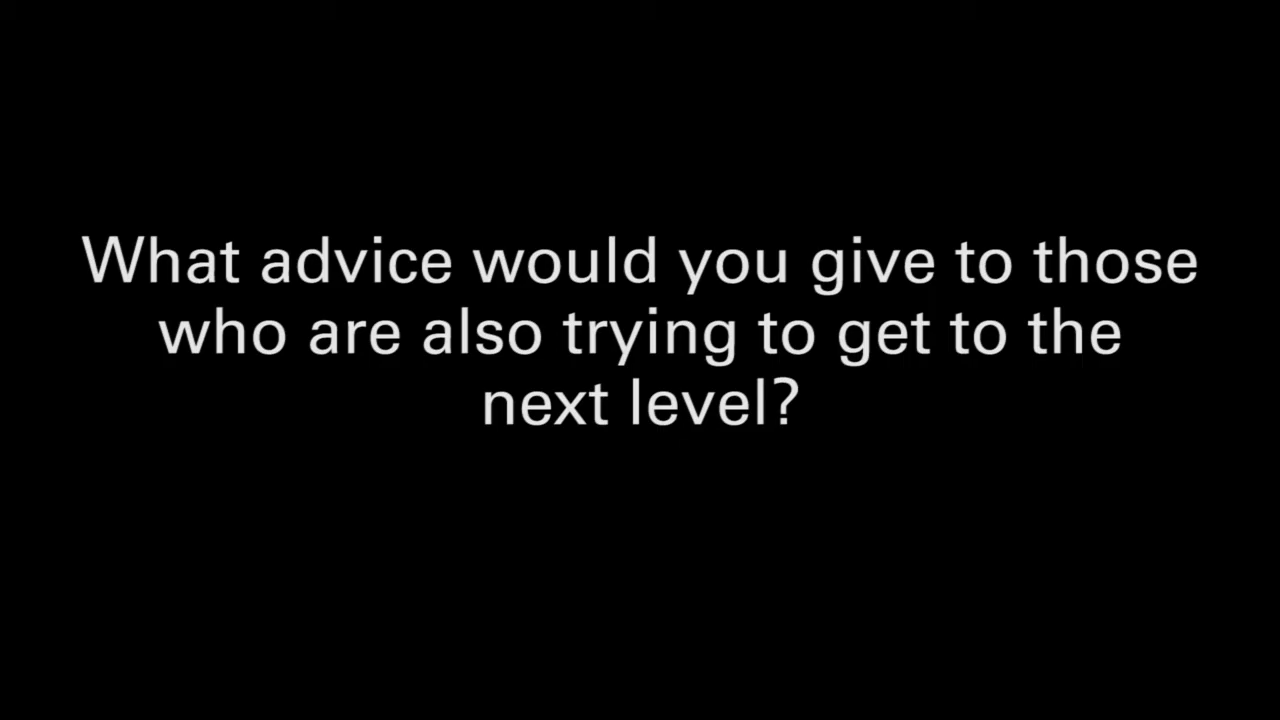 What advice would you give to those
who are also trying to get to the
next level?